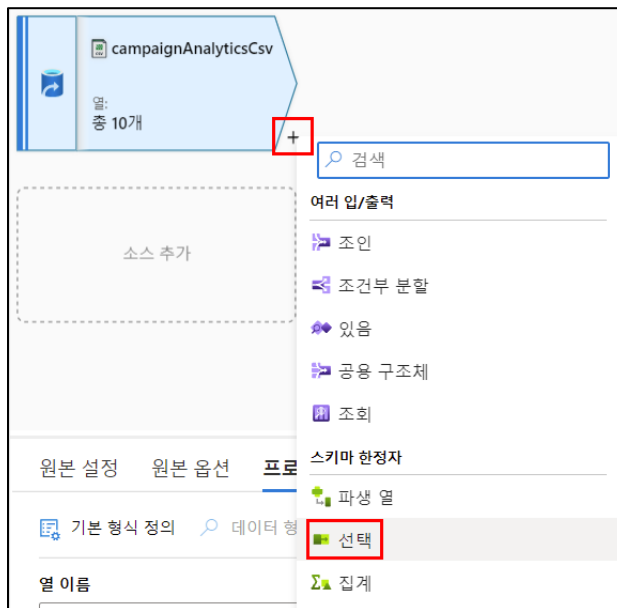 campaignAnalyticsCsv
열:
총 10개
+
검색
여러 입/출력
조인
조건부 분할
있음
공용 구조체
조회
소스 추가
스키마 한정자
파생 열
선택
집계
원본 설정 원본 옵션 프로
기본 형식 정의 데이터 형
열 이름